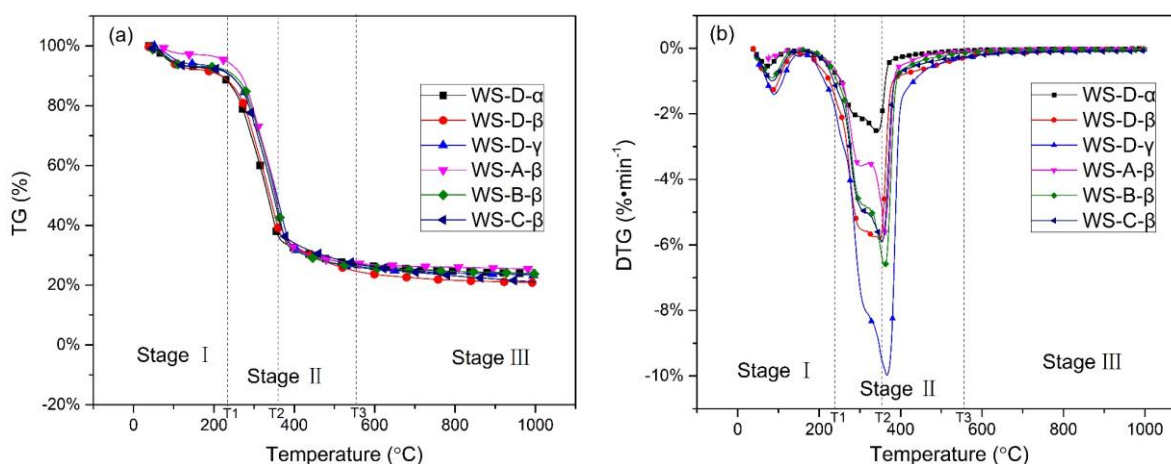 (a)
100%
80%
60%
40%
20%
0%
-20%
TG (%)
WS-D-α
WS-D-β
WS-D-γ
WS-A-β
WS-B-β
WS-C-β
Stage Ⅰ
Stage Ⅱ
Stage Ⅲ
T1
T2
T3
0 200 400 600 800 1000
Temperature (°C)
(b)
0%
-2%
-4%
-6%
-8%
-10%
DTG (%•min-1)
WS-D-α
WS-D-β
WS-D-γ
WS-A-β
WS-B-β
WS-C-β
Stage Ⅰ
Stage Ⅱ
Stage Ⅲ
T1
T2
T3
0 200 400 600 800 1000
Temperature (°C)